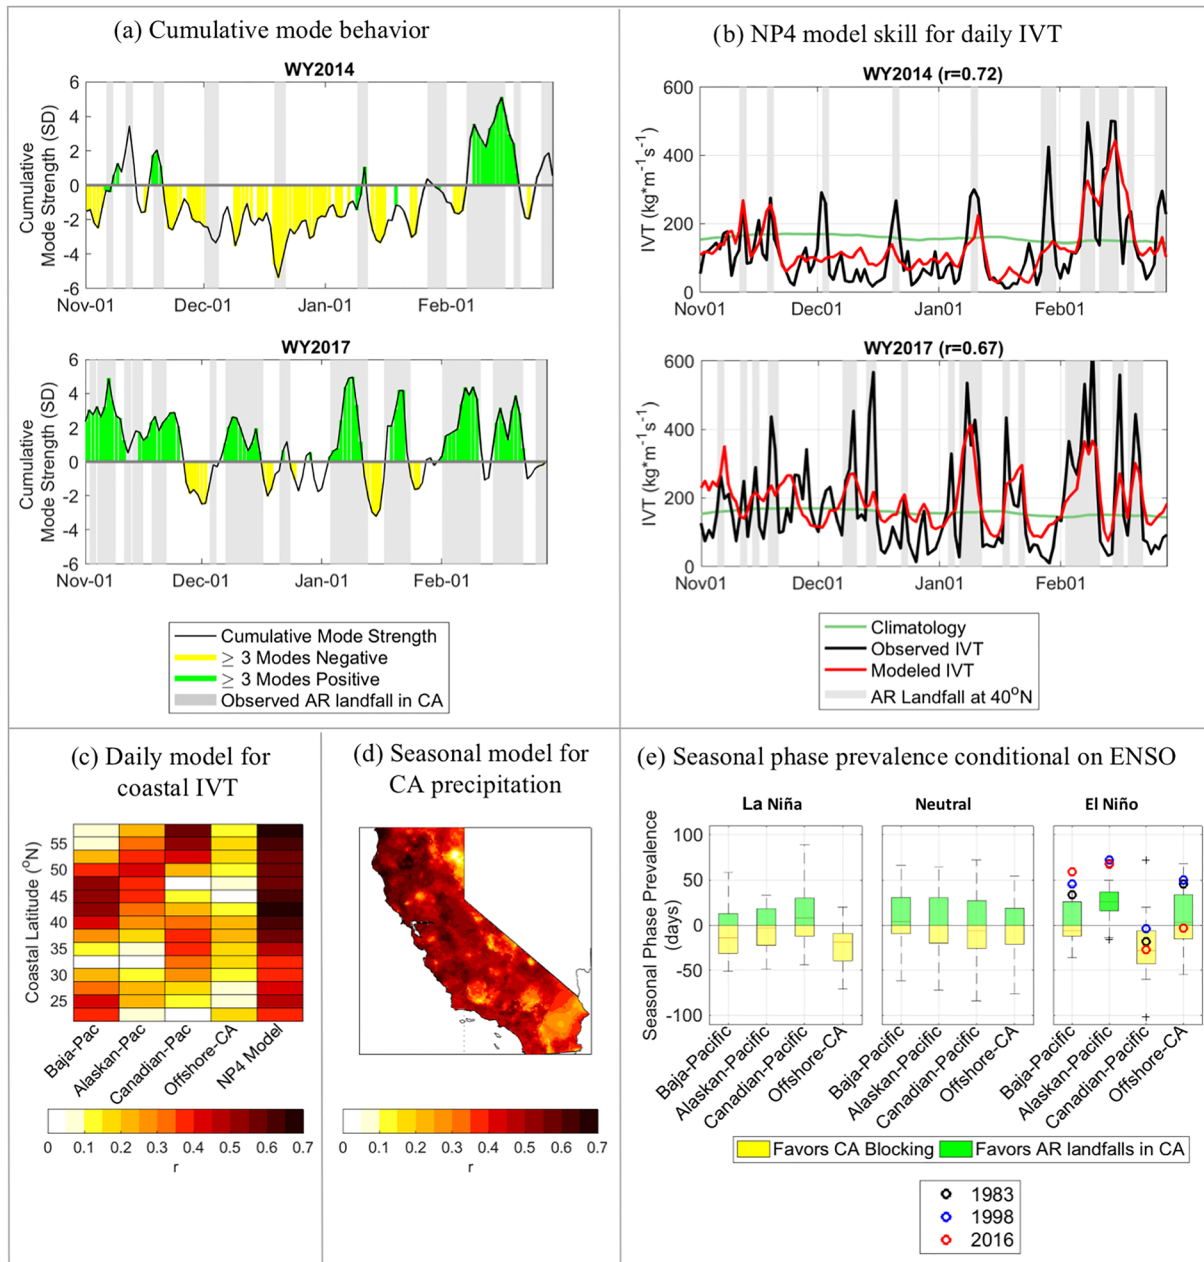 (a) Cumulative mode behavior
WY2014
Cumulative
Mode Strength (SD)
6
4
2
0
-2
-4
-6
Nov-01 Dec-01 Jan-01 Feb-01
WY2017
Cumulative
Mode Strength (SD)
6
4
2
0
-2
-4
-6
Nov-01 Dec-01 Jan-01 Feb-01
Cumulative Mode Strength
≥ 3 Modes Negative
≥ 3 Modes Positive
Observed AR landfall in CA
(b) NP4 model skill for daily IVT
WY2014 (r=0.72)
IVT (kg*m⁻¹s⁻¹)
600
400
200
0
Nov01 Dec01 Jan01 Feb01
WY2017 (r=0.67)
IVT (kg*m⁻¹s⁻¹)
600
400
200
0
Nov01 Dec01 Jan01 Feb01
Climatology
Observed IVT
Modeled IVT
AR Landfall at 40°N
(c) Daily model for
coastal IVT
Coastal Latitude (°N)
55
50
45
40
35
30
25
Baja-Pac
Alaskan-Pac
Canadian-Pac
Offshore-CA
NP4 Model
0 0.1 0.2 0.3 0.4 0.5 0.6 0.7
r
(d) Seasonal model for
CA precipitation
0 0.1 0.2 0.3 0.4 0.5 0.6 0.7
r
(e) Seasonal phase prevalence conditional on ENSO
La Niña Neutral El Niño
Seasonal Phase Prevalence
(days)
100
50
0
-50
-100
Baja-Pacific
Alaskan-Pacific
Canadian-Pacific
Offshore-CA
Baja-Pacific
Alaskan-Pacific
Canadian-Pacific
Offshore-CA
Baja-Pacific
Alaskan-Pacific
Canadian-Pacific
Offshore-CA
Favors CA Blocking Favors AR landfalls in CA
1983
1998
2016